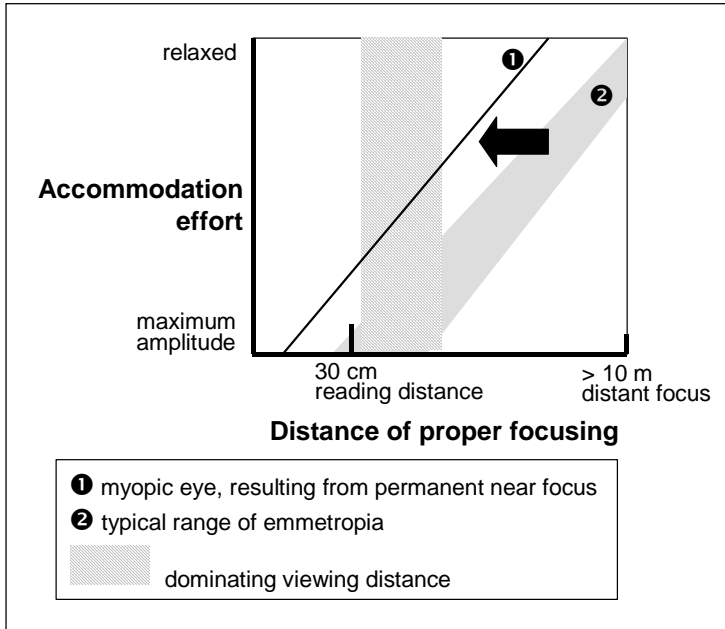 relaxed
❶
❷
Accommodation
effort
maximum
amplitude
30 cm
reading distance
> 10 m
distant focus
Distance of proper focusing
❶ myopic eye, resulting from permanent near focus
❷ typical range of emmetropia
dominating viewing distance